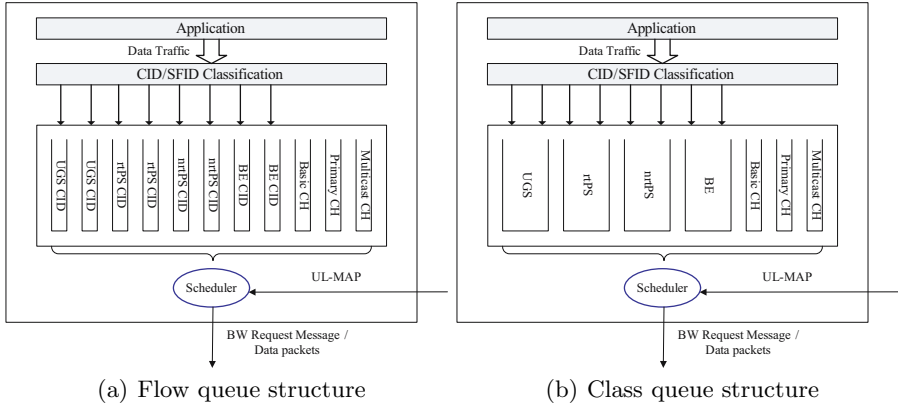 Application
Data Traffic
CID/SFID Classification
UGS CID
UGS CID
rtPS CID
rtPS CID
nrtPS CID
nrtPS CID
BE CID
BE CID
Basic CH
Primary CH
Multicast CH
Scheduler
UL-MAP
BW Request Message /
Data packets
(a) Flow queue structure
Application
Data Traffic
CID/SFID Classification
UGS
rtPS
nrtPS
BE
Basic CH
Primary CH
Multicast CH
Scheduler
UL-MAP
BW Request Message /
Data packets
(b) Class queue structure